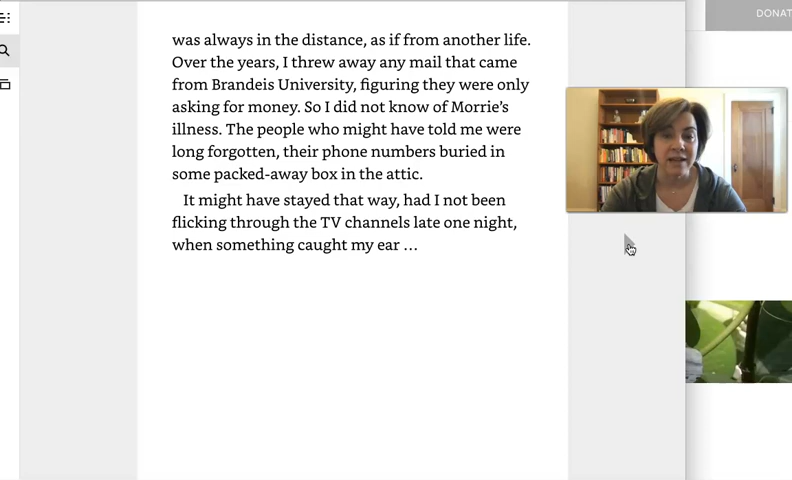 DONAT
was always in the distance, as if from another life.
Over the years, I threw away any mail that came
from Brandeis University, figuring they were only
asking for money. So I did not know of Morrie’s
illness. The people who might have told me were
long forgotten, their phone numbers buried in
some packed-away box in the attic.
It might have stayed that way, had I not been
flicking through the TV channels late one night,
when something caught my ear …